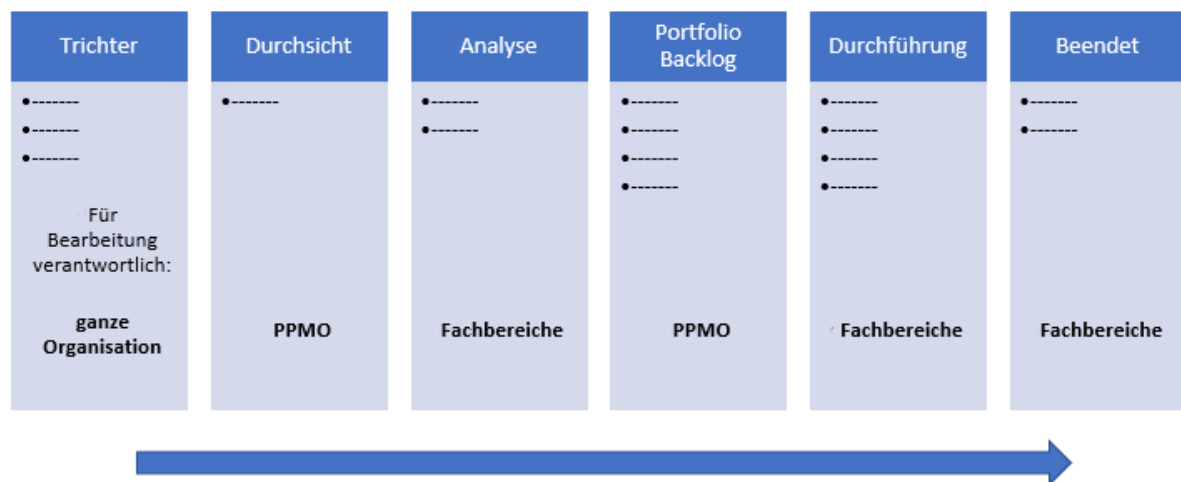 Trichter
•-------
•-------
•-------
Für
Bearbeitung
verantwortlich:
ganze
Organisation
Durchsicht
•-------
PPMO
Analyse
•-------
•-------
Fachbereiche
Portfolio
Backlog
•-------
•-------
•-------
•-------
PPMO
Durchführung
•-------
•-------
•-------
•-------
Fachbereiche
Beendet
•-------
•-------
Fachbereiche